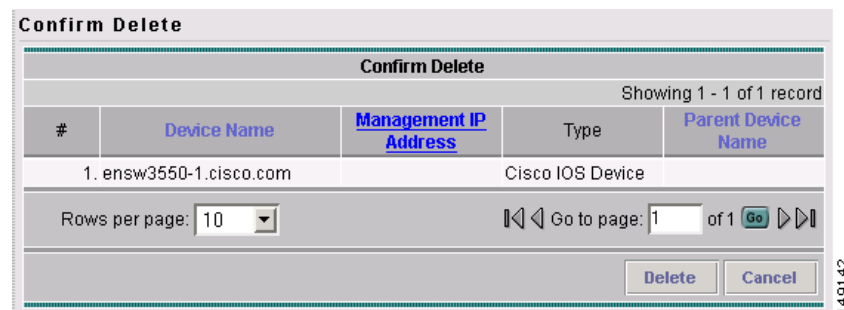 Confirm Delete
Confirm Delete
Showing 1 - 1 of 1 record
# Device Name Management IP Address Type Parent Device Name
1. ensw3550-1.cisco.com Cisco IOS Device
Rows per page: 10 Go to page: 1 of 1 Go
Delete Cancel
149142